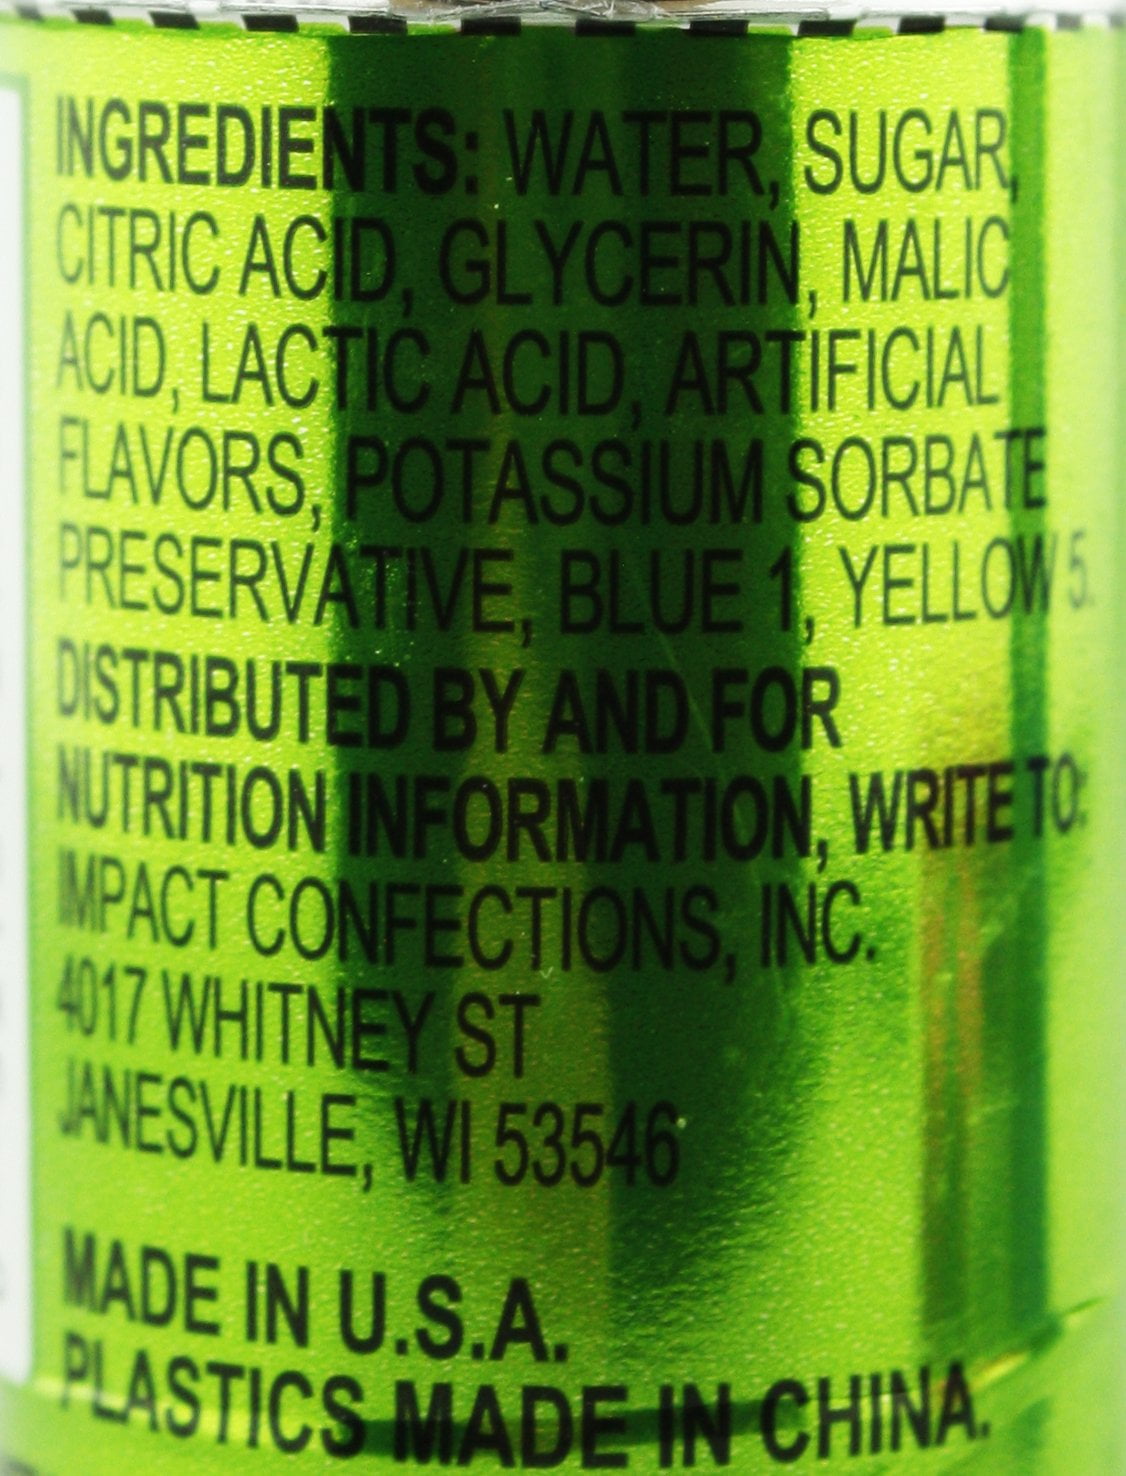 INGREDIENTS: WATER, SUGAR,
CITRIC ACID, GLYCERIN, MALIC
ACID, LACTIC ACID, ARTIFICIAL
FLAVORS, POTASSIUM SORBATE
PRESERVATIVE, BLUE 1, YELLOW 5.
DISTRIBUTED BY AND FOR
NUTRITION INFORMATION, WRITE TO:
IMPACT CONFECTIONS, INC.
4017 WHITNEY ST
JANESVILLE, WI 53546
MADE IN U.S.A.
PLASTICS MADE IN CHINA.